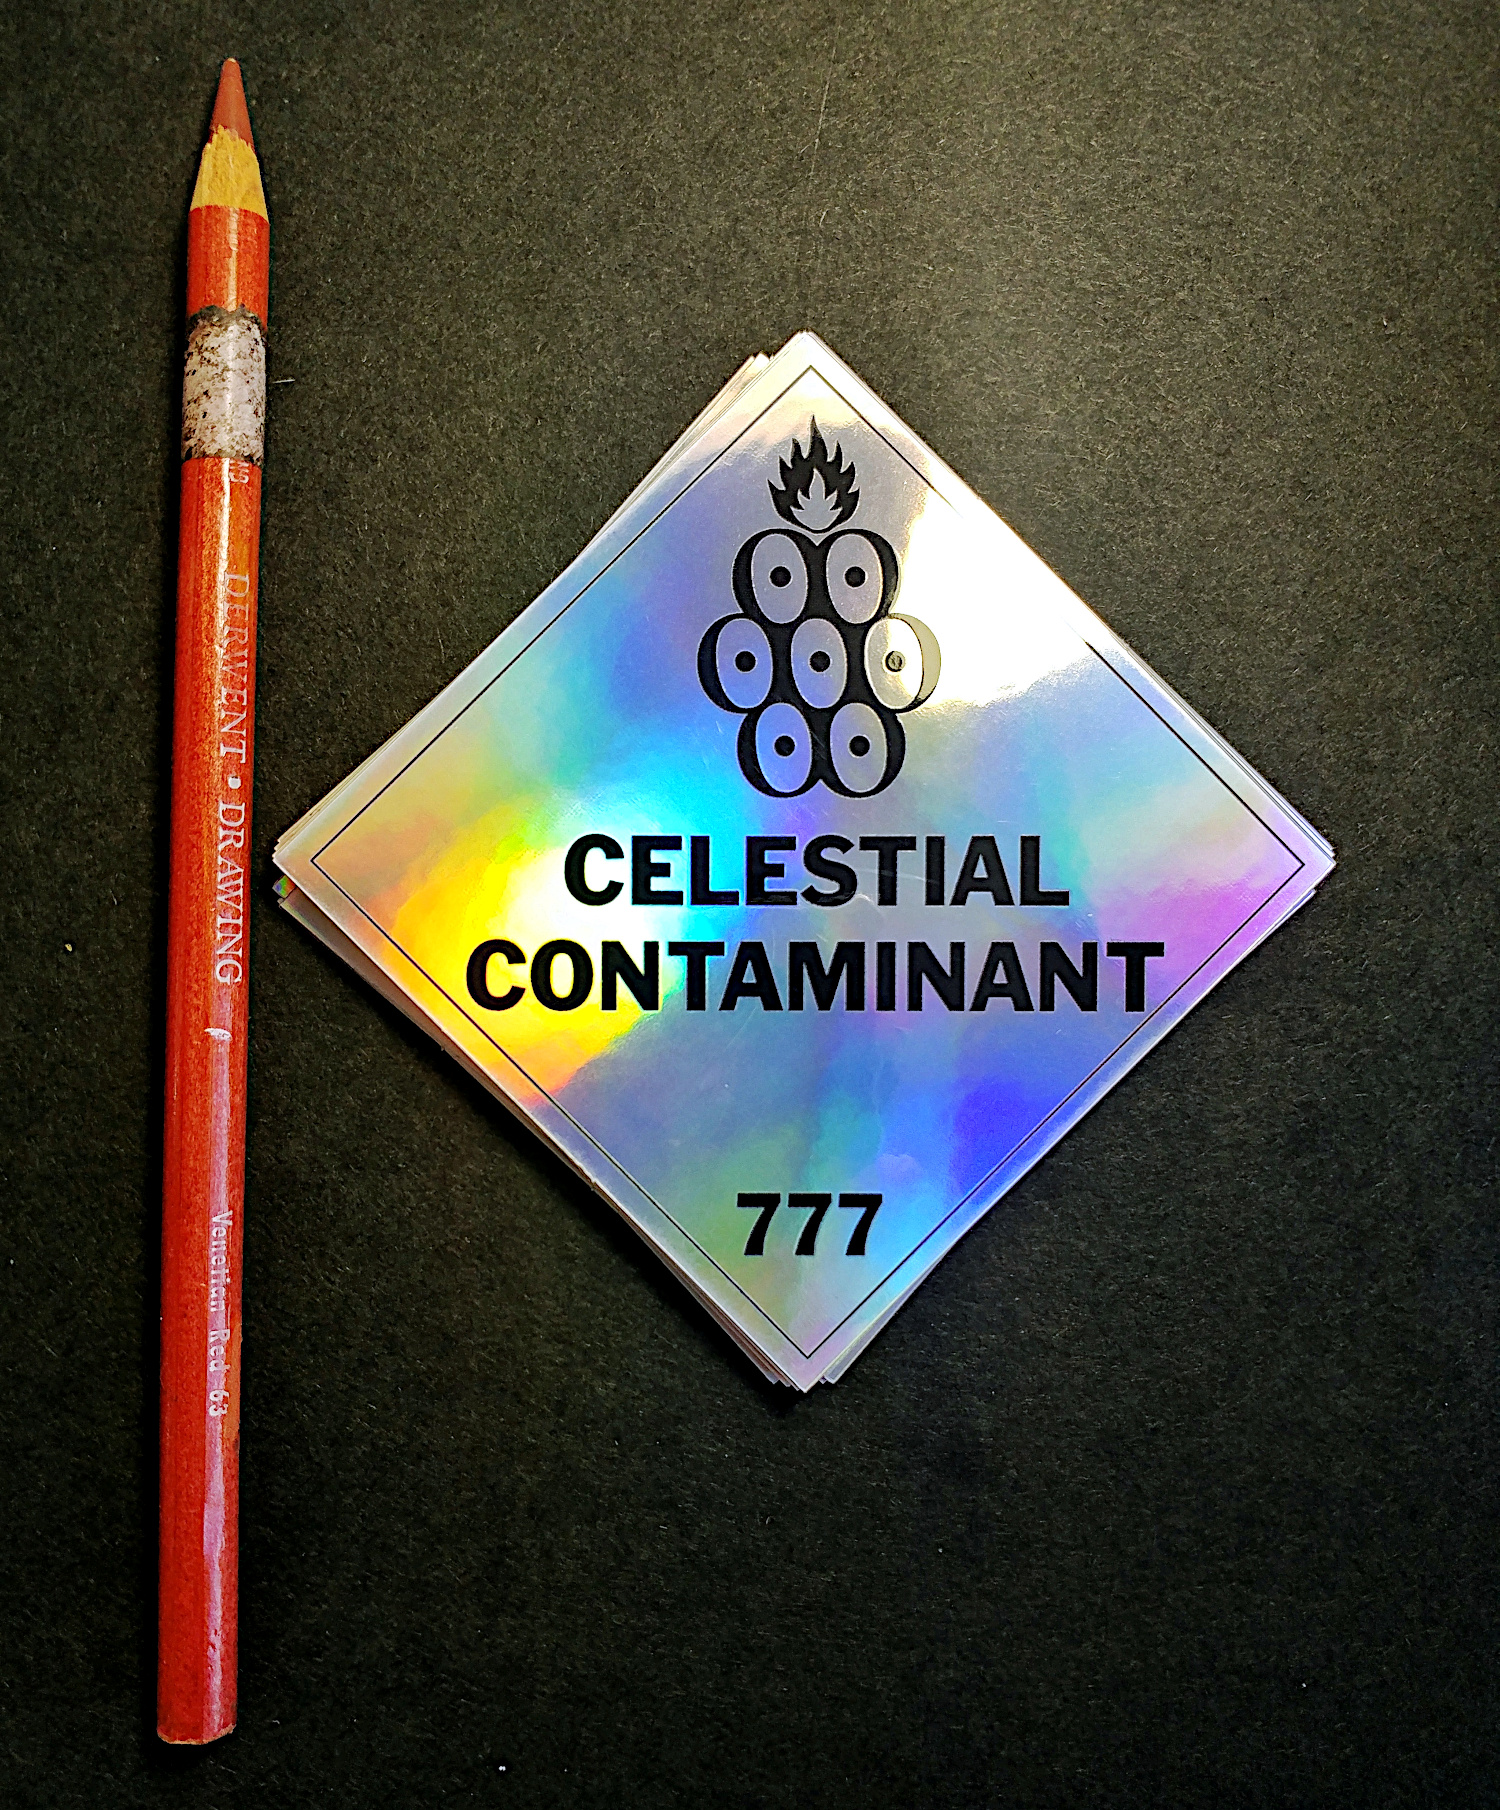 DERWENT • DRAWING
Venetian Red 63
CELESTIAL
CONTAMINANT
777